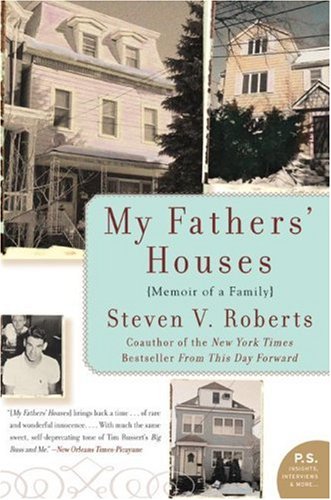 My Fathers'
Houses
{Memoir of a Family}
Steven V. Roberts
Coauthor of the New York Times
Bestseller From This Day Forward
"[My Fathers' Houses] brings back a time . . . of rare
and wonderful innocence. . . . With much the same
sweet, self-deprecating tone of Tim Russert's Big
Russ and Me."—New Orleans Times-Picayune
P.S.
INSIGHTS,
INTERVIEWS
& MORE...